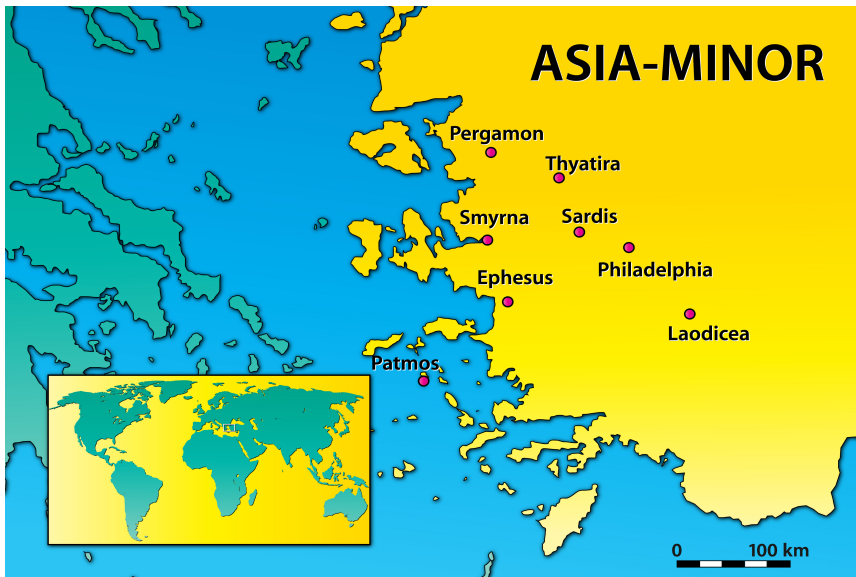 ASIA-MINOR
Pergamon
Thyatira
Smyrna
Sardis
Philadelphia
Ephesus
Laodicea
Patmos
0 100 km